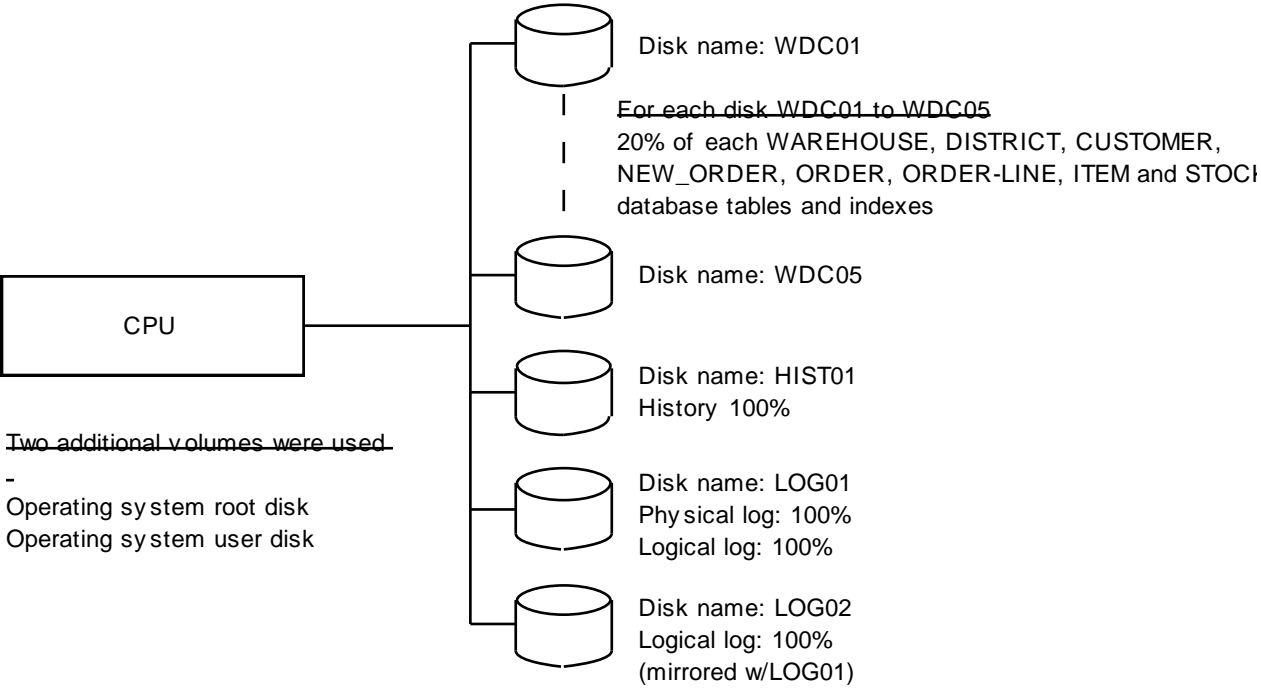 Disk name: WDC01
For each disk WDC01 to WDC05
20% of each WAREHOUSE, DISTRICT, CUSTOMER,
NEW_ORDER, ORDER, ORDER-LINE, ITEM and STOCK
database tables and indexes
Disk name: WDC05
CPU
Disk name: HIST01
History 100%
Two additional volumes were used
-
Operating system root disk
Operating system user disk
Disk name: LOG01
Physical log: 100%
Logical log: 100%
Disk name: LOG02
Logical log: 100%
(mirrored w/LOG01)